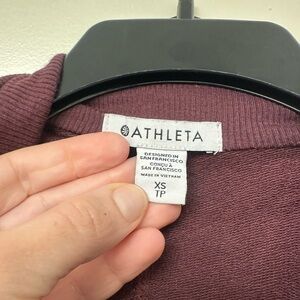 ATHLETA
DESIGNED IN
SAN FRANCISCO
CONÇU À
SAN FRANCISCO
MADE IN VIETNAM
XS
TP